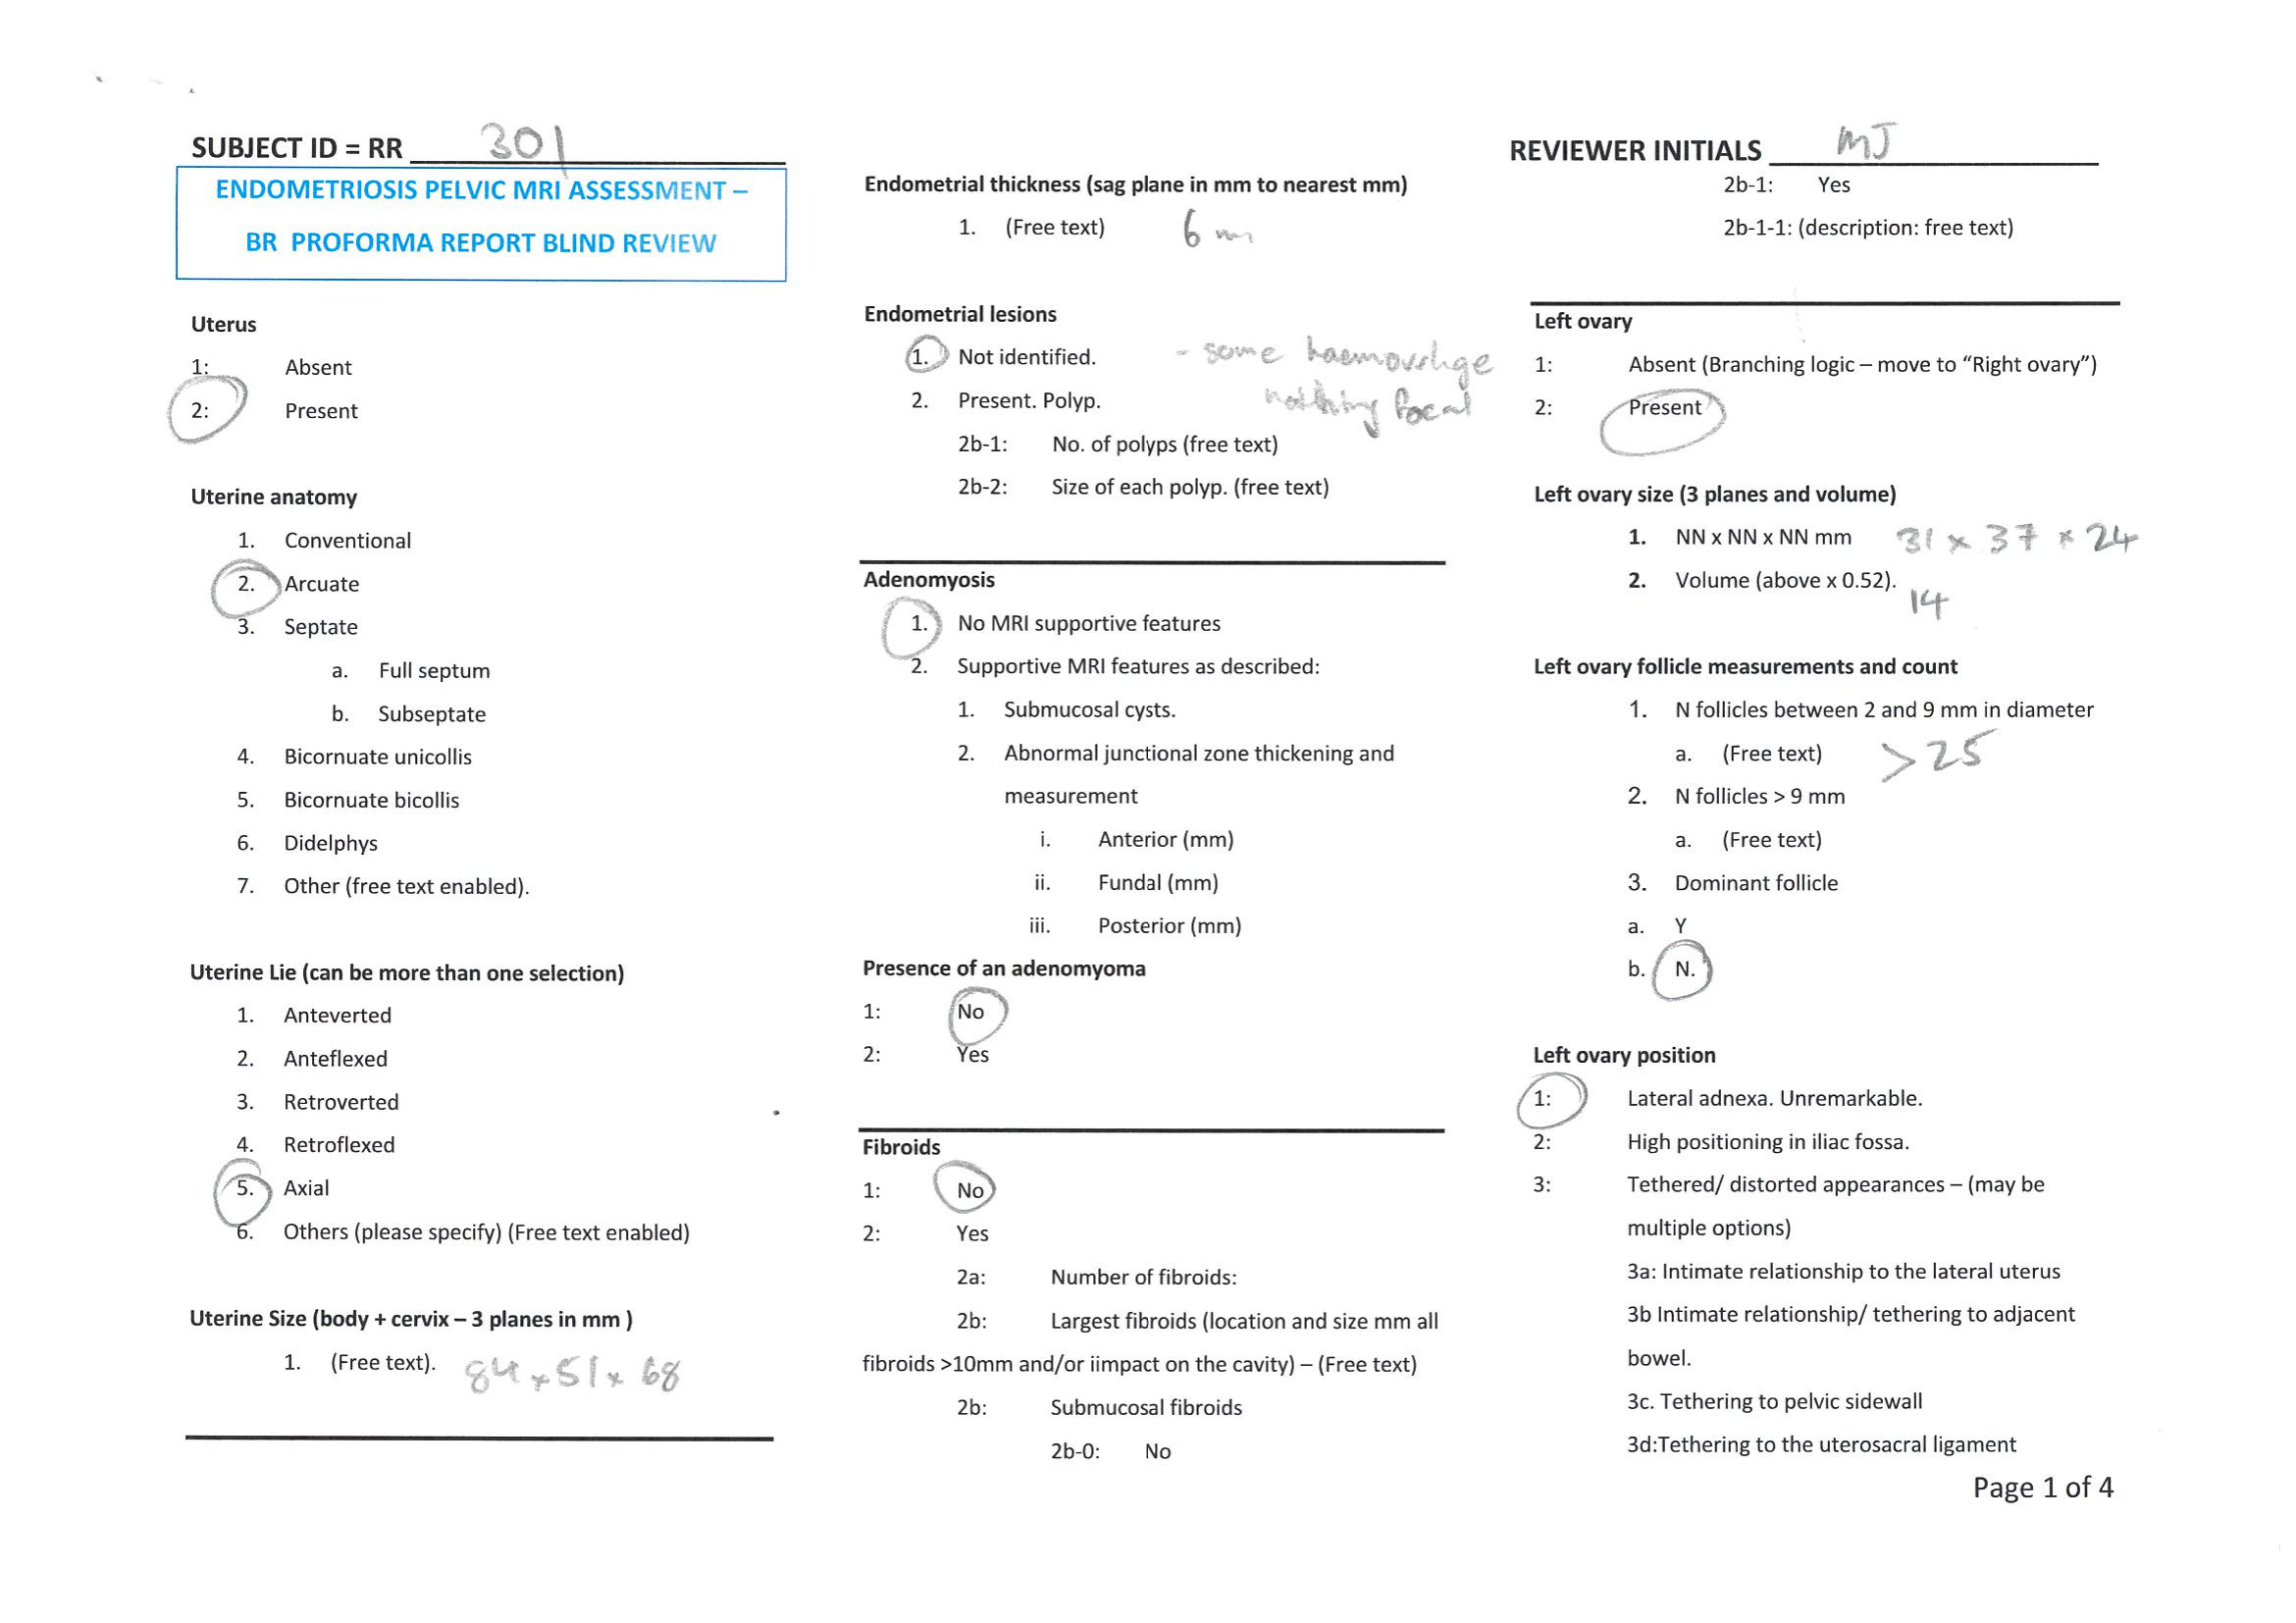 SUBJECT ID = RR 301
ENDOMETRIOSIS PELVIC MRI ASSESSMENT –
BR PROFORMA REPORT BLIND REVIEW
Uterus
1: Absent
2: Present
Uterine anatomy
1. Conventional
2. Arcuate
3. Septate
a. Full septum
b. Subseptate
4. Bicornuate unicollis
5. Bicornuate bicollis
6. Didelphys
7. Other (free text enabled).
Uterine Lie (can be more than one selection)
1. Anteverted
2. Anteflexed
3. Retroverted
4. Retroflexed
5. Axial
6. Others (please specify) (Free text enabled)
Uterine Size (body + cervix – 3 planes in mm )
1. (Free text). 84 x 51 x 68
Endometrial thickness (sag plane in mm to nearest mm)
1. (Free text) 6 mm
Endometrial lesions
1. Not identified. - some haemorrhge
2. Present. Polyp. nothing focal
2b-1: No. of polyps (free text)
2b-2: Size of each polyp. (free text)
Adenomyosis
1. No MRI supportive features
2. Supportive MRI features as described:
1. Submucosal cysts.
2. Abnormal junctional zone thickening and
measurement
i. Anterior (mm)
ii. Fundal (mm)
iii. Posterior (mm)
Presence of an adenomyoma
1: No
2: Yes
Fibroids
1: No
2: Yes
2a: Number of fibroids:
2b: Largest fibroids (location and size mm all
fibroids >10mm and/or iimpact on the cavity) – (Free text)
2b: Submucosal fibroids
2b-0: No
REVIEWER INITIALS MJ
2b-1: Yes
2b-1-1: (description: free text)
Left ovary
1: Absent (Branching logic – move to “Right ovary”)
2: Present
Left ovary size (3 planes and volume)
1. NN x NN x NN mm 31 x 37 x 24
2. Volume (above x 0.52).
14
Left ovary follicle measurements and count
1. N follicles between 2 and 9 mm in diameter
a. (Free text) >25
2. N follicles > 9 mm
a. (Free text)
3. Dominant follicle
a. Y
b. N.
Left ovary position
1: Lateral adnexa. Unremarkable.
2: High positioning in iliac fossa.
3: Tethered/ distorted appearances – (may be
multiple options)
3a: Intimate relationship to the lateral uterus
3b Intimate relationship/ tethering to adjacent
bowel.
3c. Tethering to pelvic sidewall
3d:Tethering to the uterosacral ligament
Page 1 of 4